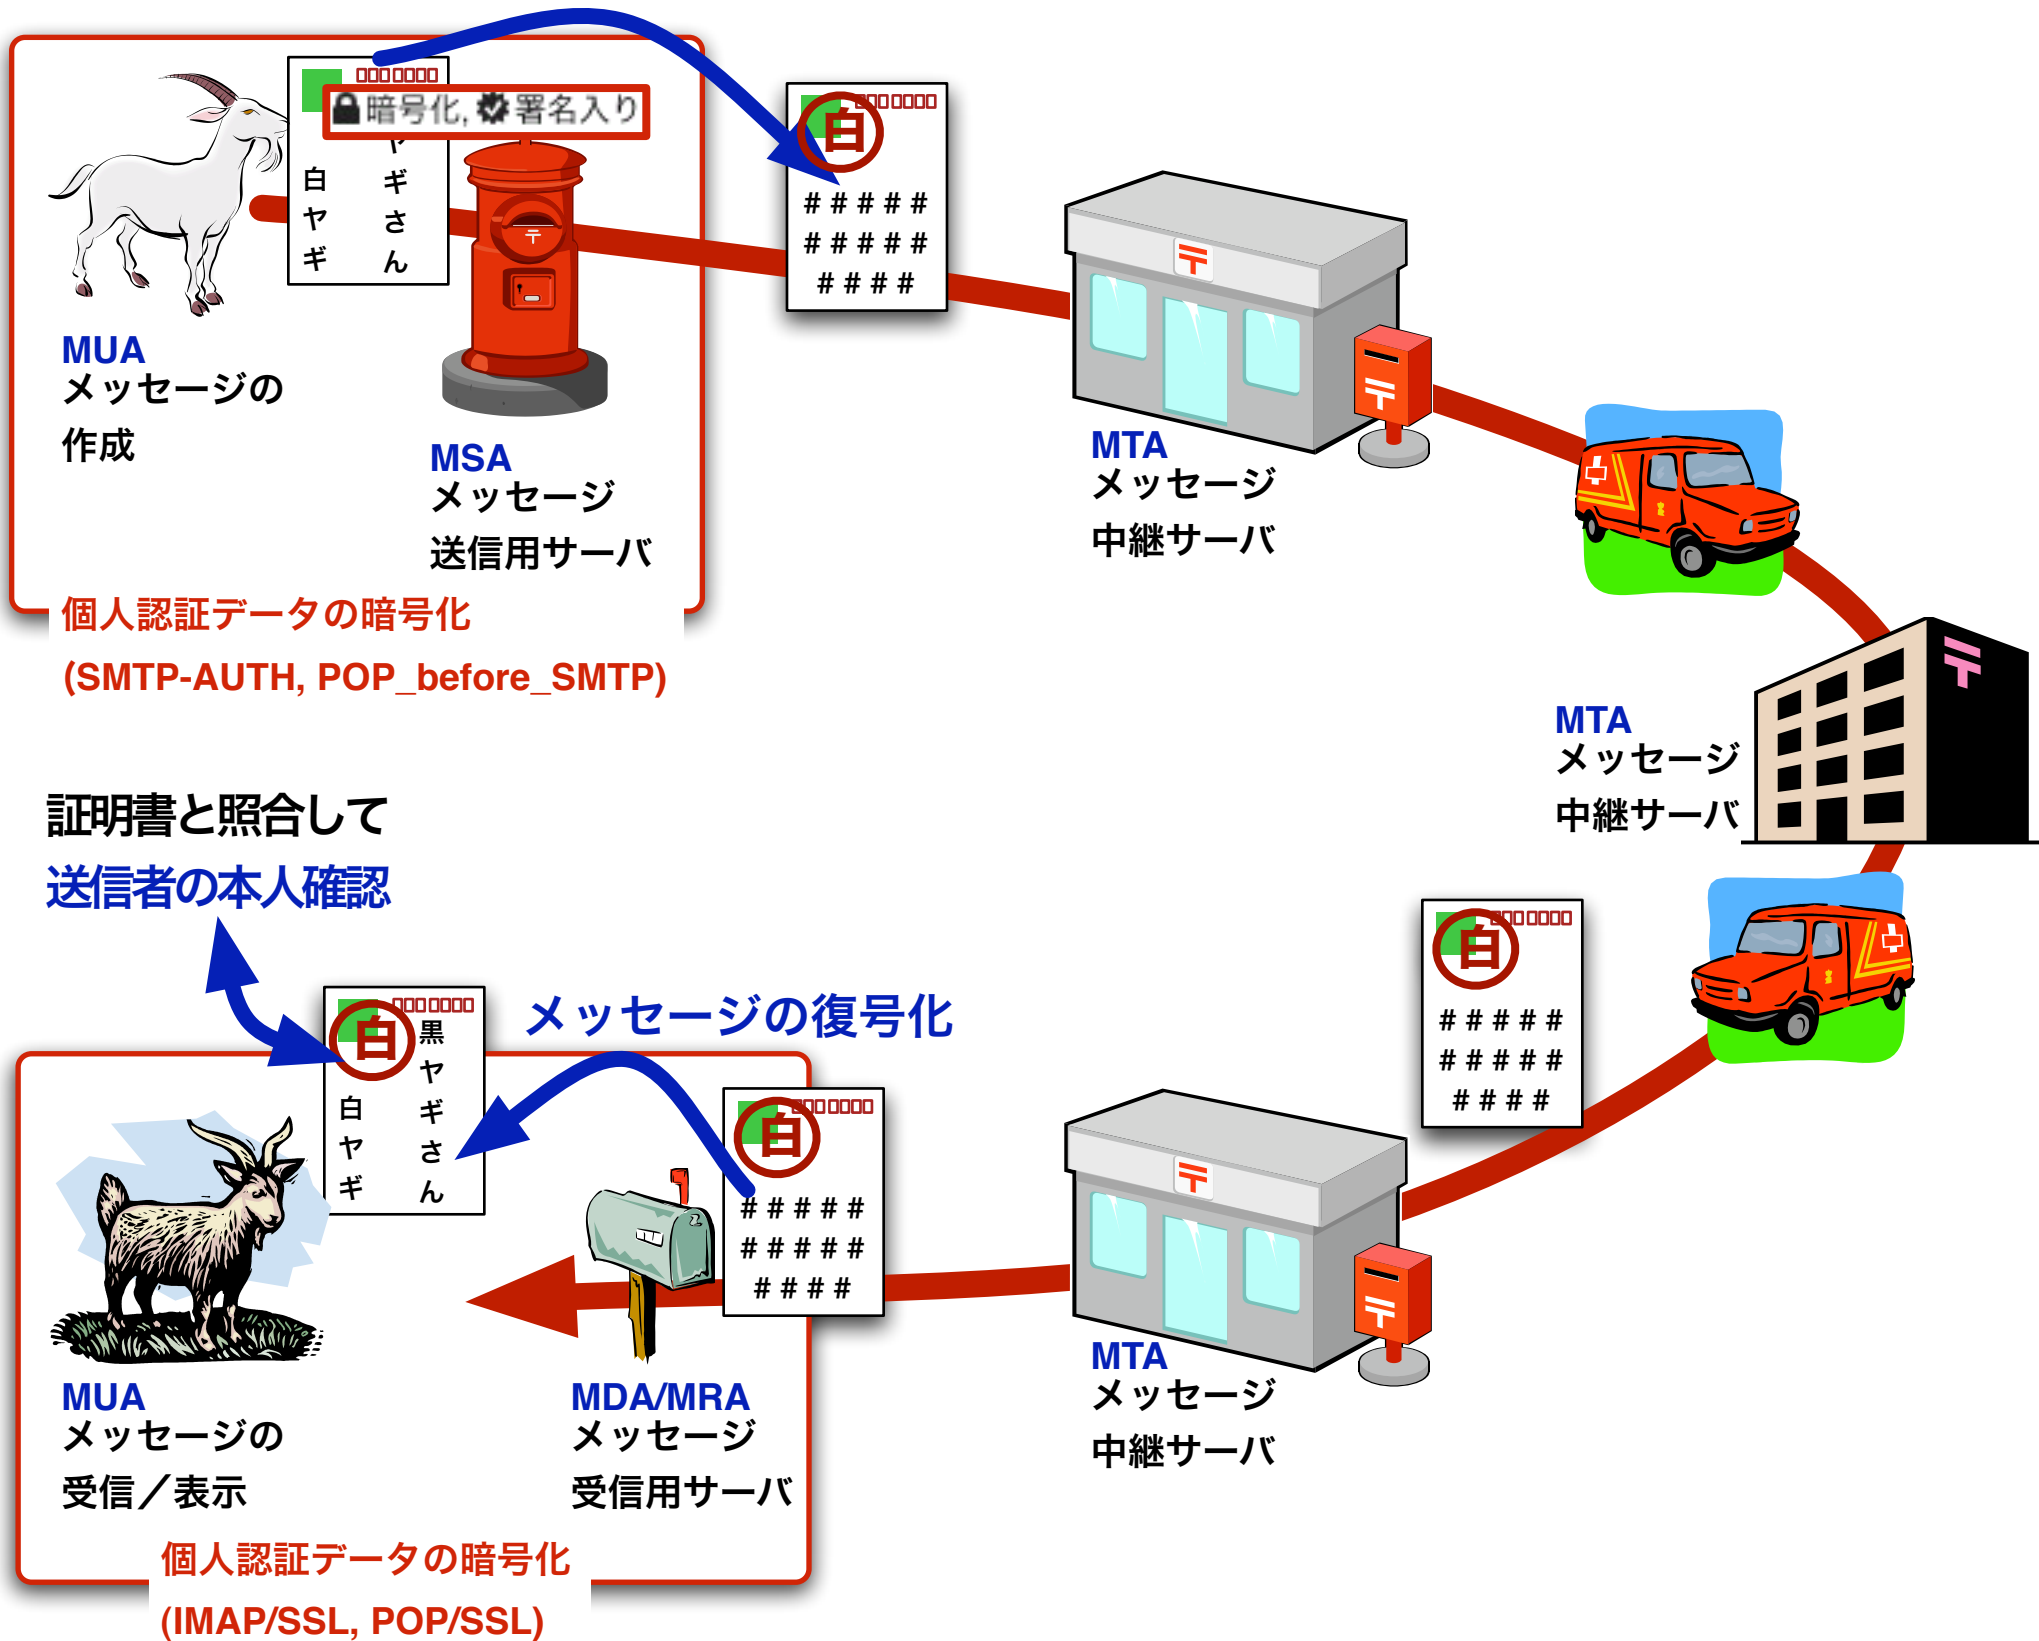 暗号化, 署名入り
ヤギさん
白ヤギ
白
# # # # #
# # # # #
# # # #
MUA
メッセージの
作成
MSA
メッセージ
送信用サーバ
個人認証データの暗号化
(SMTP-AUTH, POP_before_SMTP)
〒
MTA
メッセージ
中継サーバ
〒
MTA
メッセージ
中継サーバ
証明書と照合して
送信者の本人確認
白
# # # # #
# # # # #
# # # #
メッセージの復号化
白
黒ヤギさん
白ヤギ
白
# # # # #
# # # # #
# # # #
MUA
メッセージの
受信／表示
MDA/MRA
メッセージ
受信用サーバ
個人認証データの暗号化
(IMAP/SSL, POP/SSL)
〒
MTA
メッセージ
中継サーバ